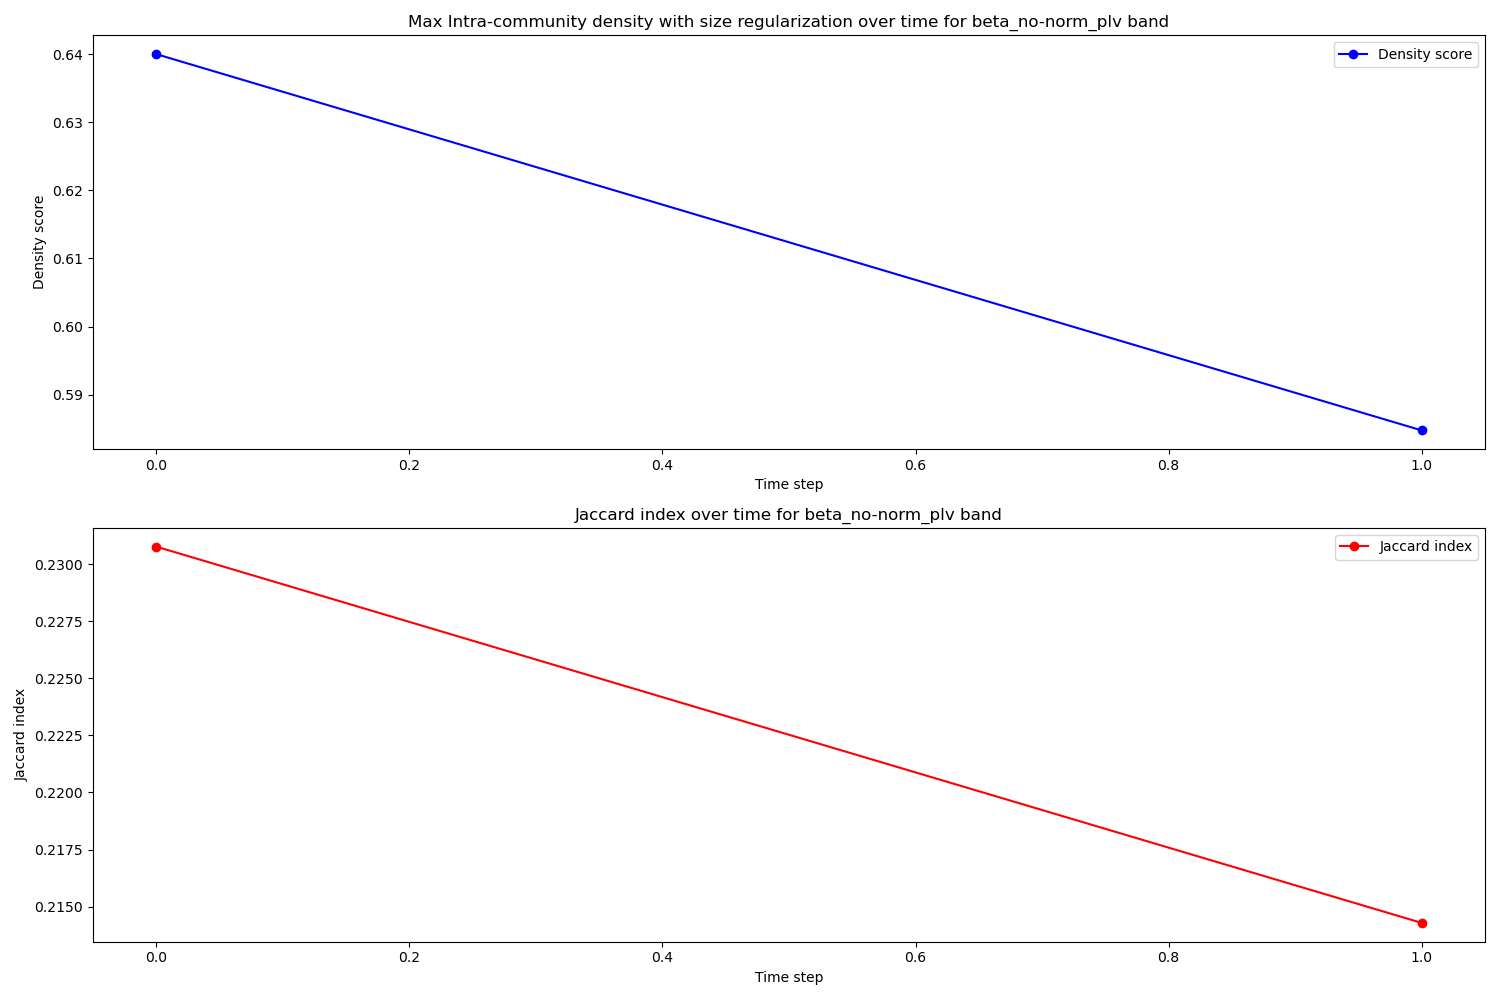 Max Intra-community density with size regularization over time for beta_no-norm_plv band
Density score
0.64
0.63
0.62
0.61
0.60
0.59
Density score
0.0 0.2 0.4 0.6 0.8 1.0
Time step
Jaccard index over time for beta_no-norm_plv band
Jaccard index
0.2300
0.2275
0.2250
0.2225
0.2200
0.2175
0.2150
Jaccard index
0.0 0.2 0.4 0.6 0.8 1.0
Time step